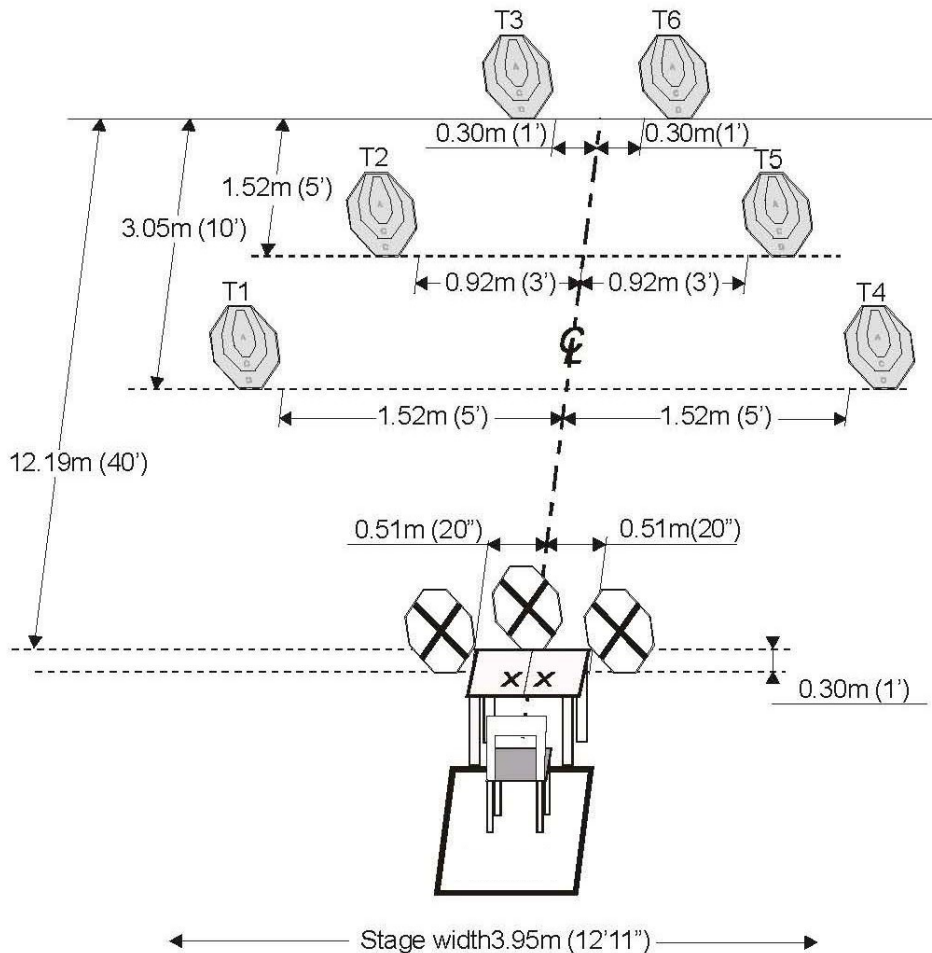 T3 T6
0.30m (1') 0.30m(1')
T2 T5
1.52m (5')
3.05m (10')
0.92m (3') 0.92m (3')
T1 T4
℄
1.52m (5') 1.52m (5')
12.19m (40')
0.51m (20") 0.51m(20")
X X
0.30m (1')
Stage width3.95m (12'11")